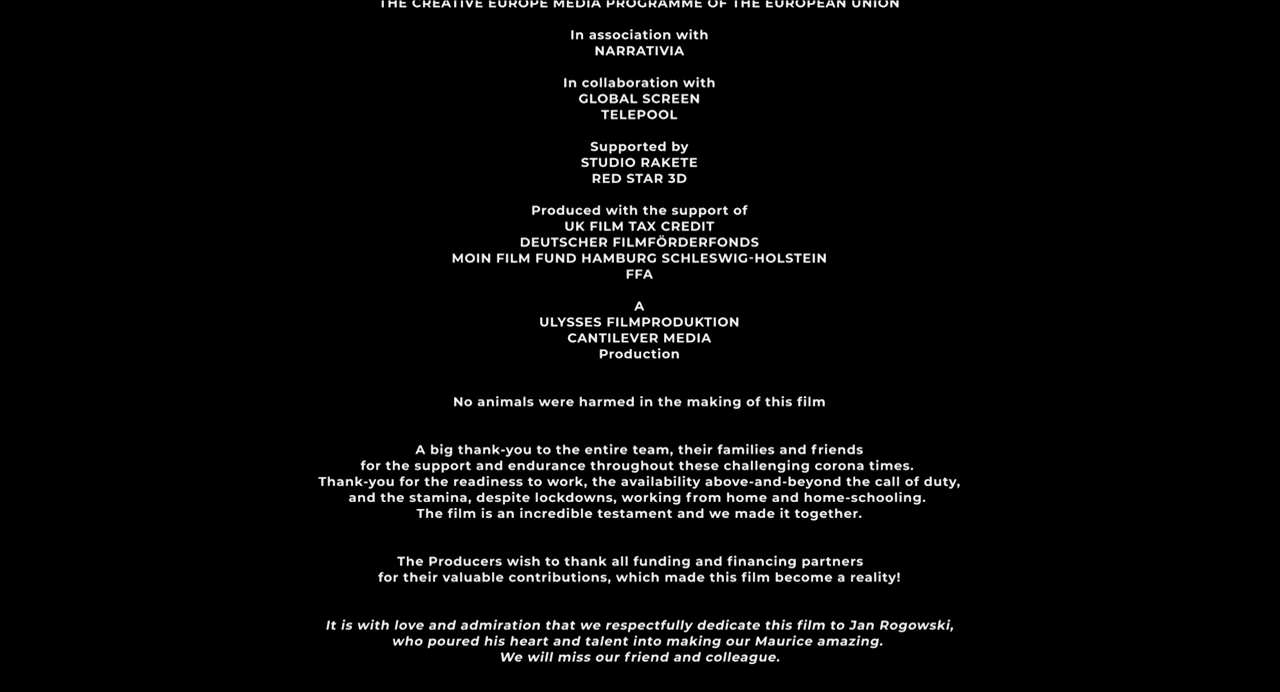 THE CREATIVE EUROPE MEDIA PROGRAMME OF THE EUROPEAN UNION
In association with
NARRATIVIA
In collaboration with
GLOBAL SCREEN
TELEPOOL
Supported by
STUDIO RAKETE
RED STAR 3D
Produced with the support of
UK FILM TAX CREDIT
DEUTSCHER FILMFÖRDERFONDS
MOIN FILM FUND HAMBURG SCHLESWIG-HOLSTEIN
FFA
A
ULYSSES FILMPRODUKTION
CANTILEVER MEDIA
Production
No animals were harmed in the making of this film
A big thank-you to the entire team, their families and friends
for the support and endurance throughout these challenging corona times.
Thank-you for the readiness to work, the availability above-and-beyond the call of duty,
and the stamina, despite lockdowns, working from home and home-schooling.
The film is an incredible testament and we made it together.
The Producers wish to thank all funding and financing partners
for their valuable contributions, which made this film become a reality!
It is with love and admiration that we respectfully dedicate this film to Jan Rogowski,
who poured his heart and talent into making our Maurice amazing.
We will miss our friend and colleague.